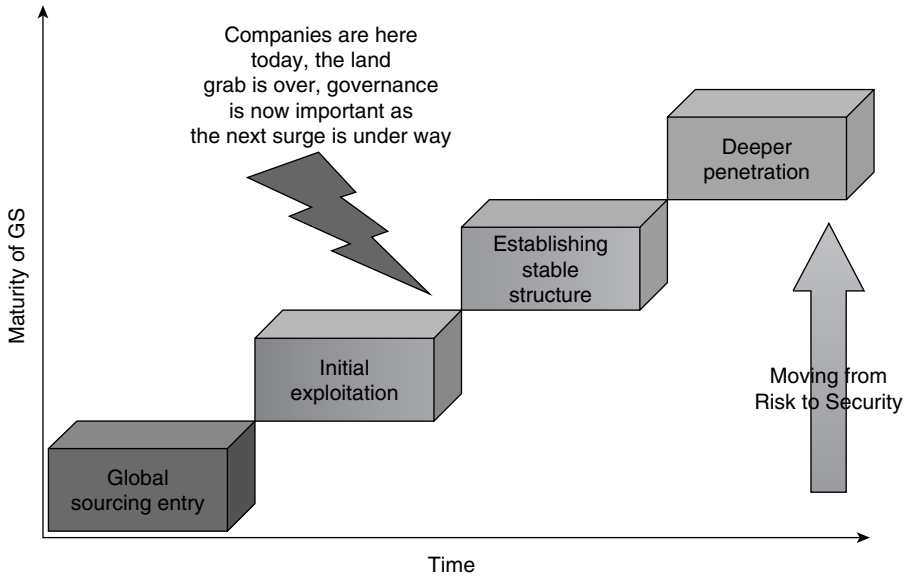 Companies are here
today, the land
grab is over, governance
is now important as
the next surge is under way
Deeper
penetration
Establishing
stable
structure
Maturity of GS
Initial
exploitation
Moving from
Risk to Security
Global
sourcing entry
Time